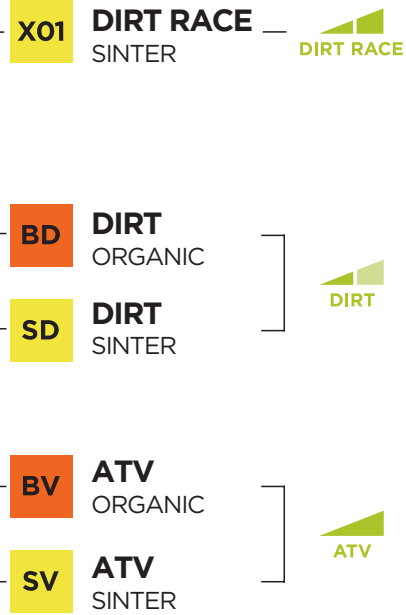 X01 DIRT RACE
SINTER
DIRT RACE
BD DIRT
ORGANIC
DIRT
SD DIRT
SINTER
BV ATV
ORGANIC
ATV
SV ATV
SINTER